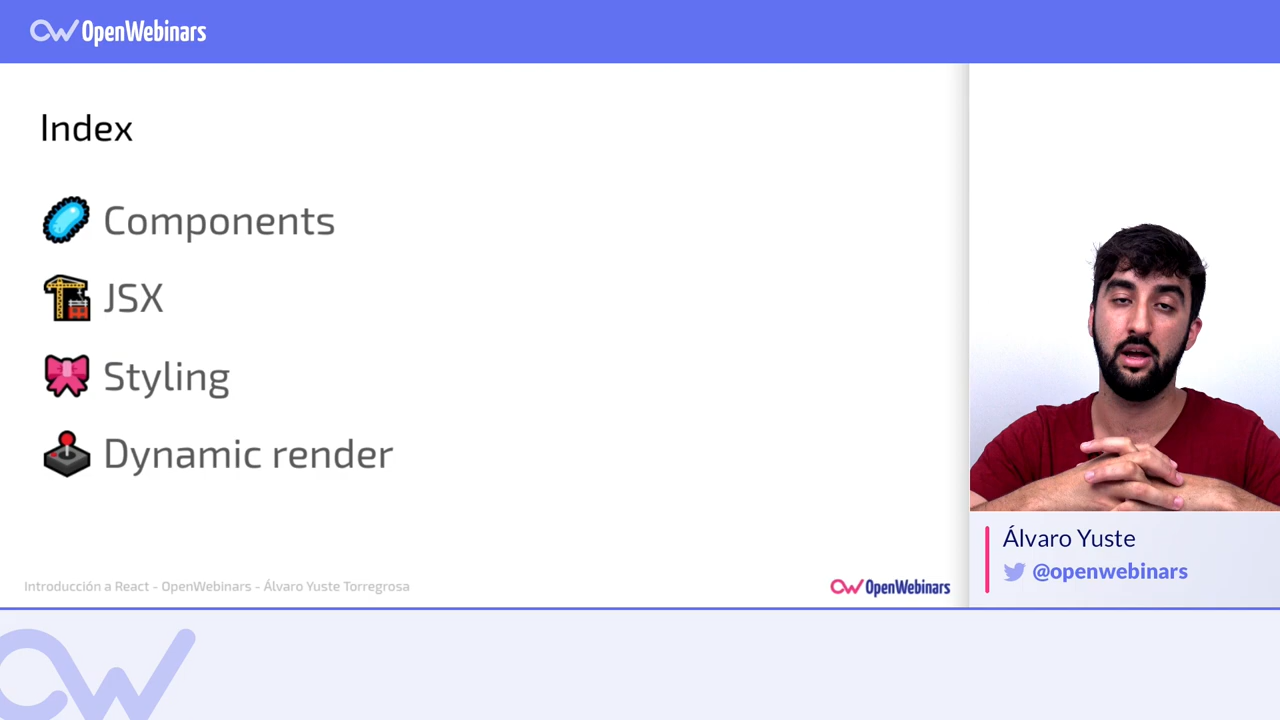 OpenWebinars
Index
Components
JSX
Styling
Dynamic render
Introducción a React - OpenWebinars - Álvaro Yuste Torregrosa
OpenWebinars
Álvaro Yuste
@openwebinars